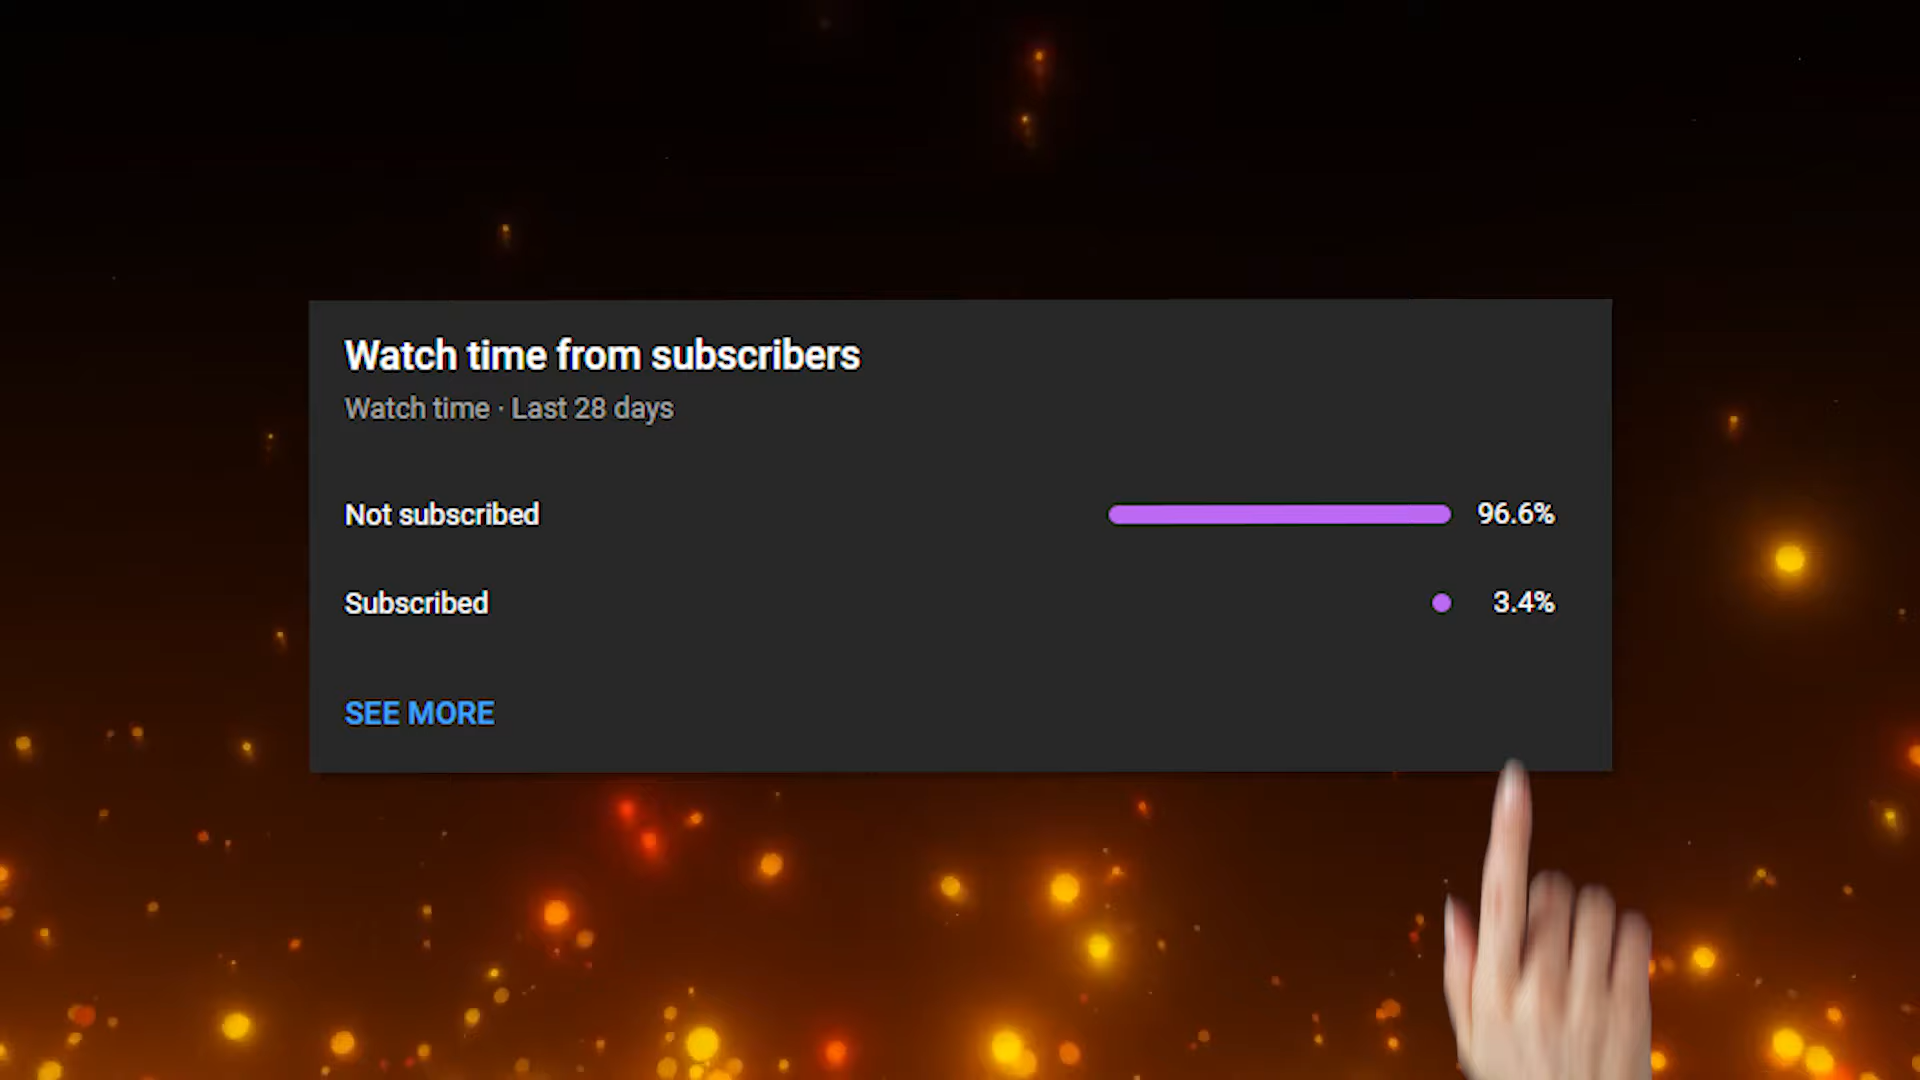 Watch time from subscribers
Watch time · Last 28 days
Not subscribed 96.6%
Subscribed 3.4%
SEE MORE